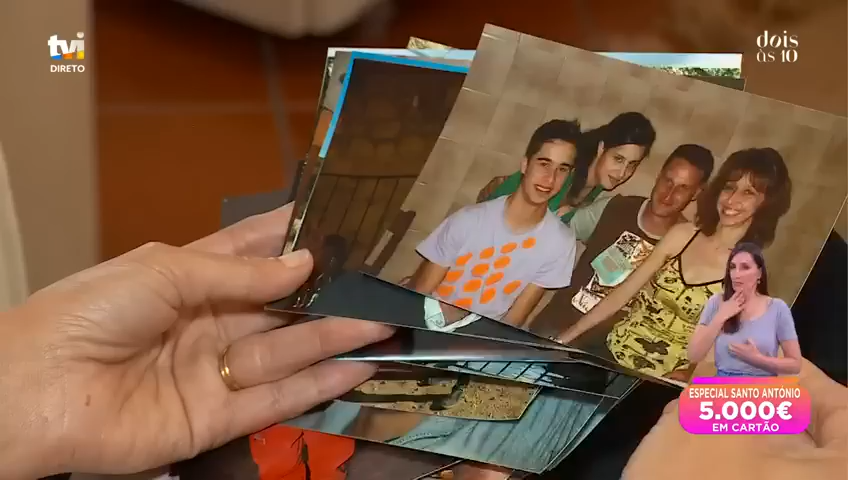 tvi
DIRETO
dois
às 10
ESPECIAL SANTO ANTÓNIO
5.000€
EM CARTÃO